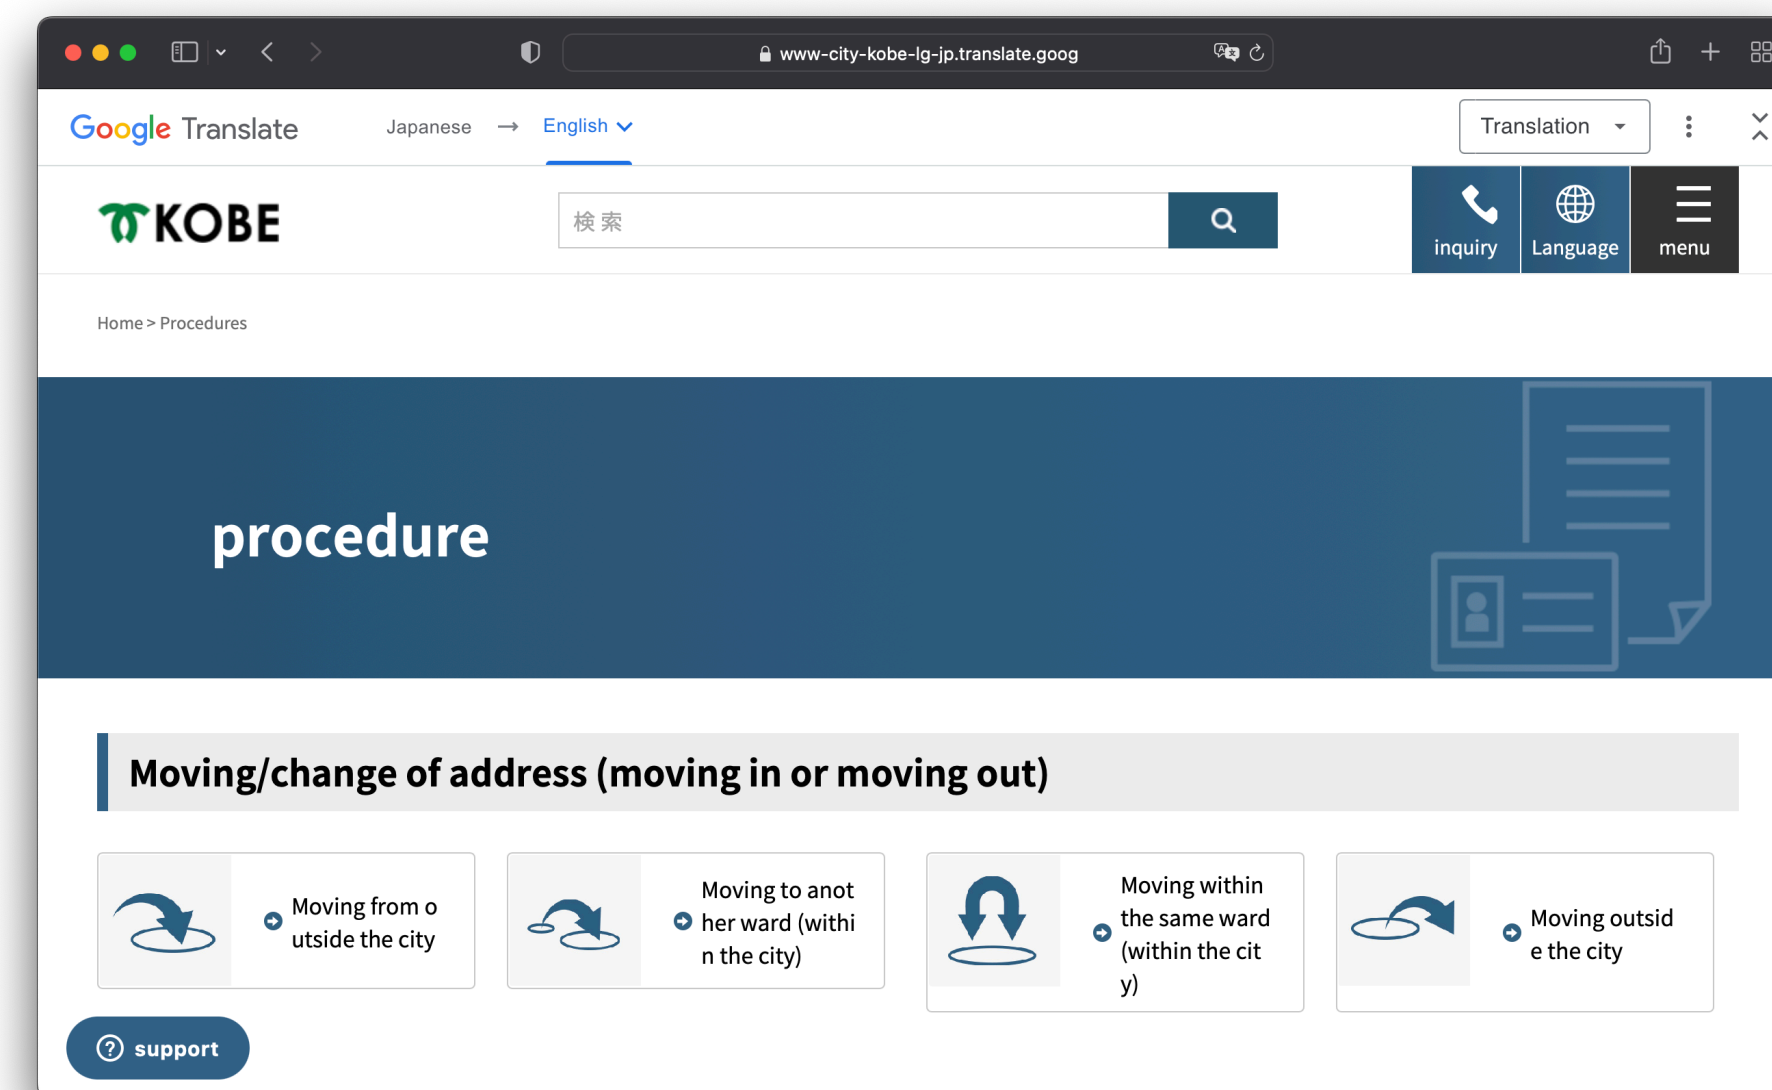 www-city-kobe-lg-jp.translate.goog
Google Translate
Japanese → English
Translation
KOBE
検索
inquiry
Language
menu
Home > Procedures
procedure
Moving/change of address (moving in or moving out)
Moving from o
utside the city
Moving to anot
her ward (withi
n the city)
Moving within
the same ward
(within the cit
y)
Moving outsid
e the city
support